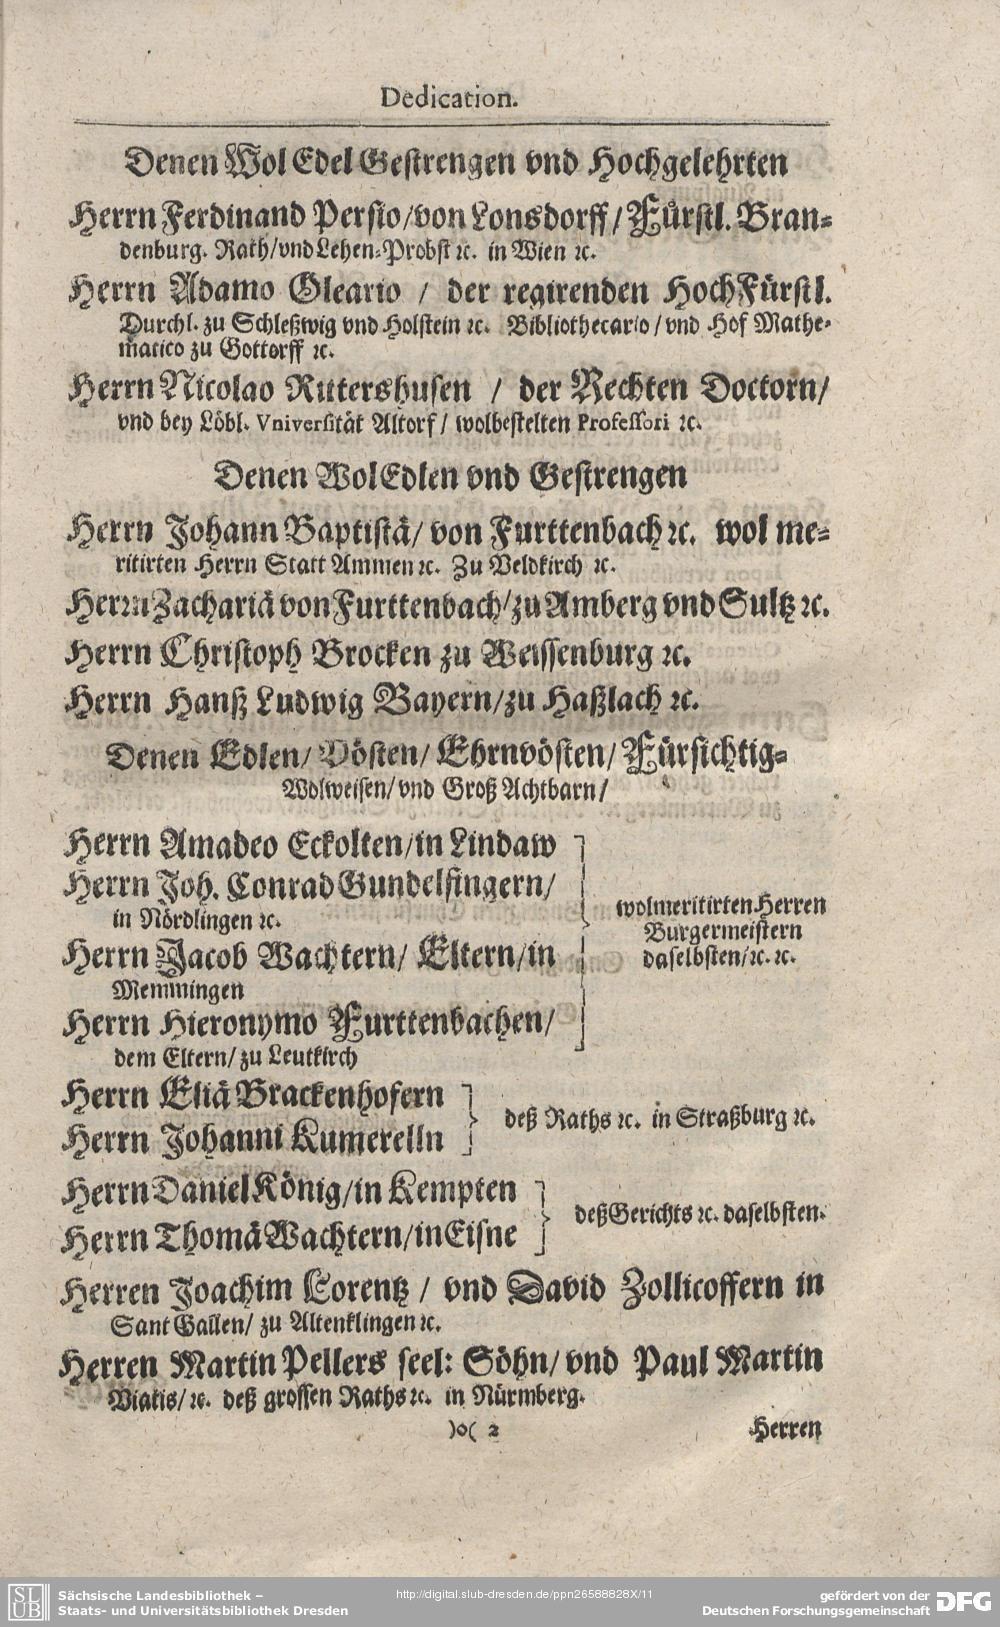 Dedication.
Denen Wol Edel Gestrengen vnd Hochgelehrten
Herrn Ferdinand Persio/von Lonsdorff/Fürstl. Bran-
denburg. Rath/vnd Lehen-Probst ꝛc. in Wien ꝛc.
Herrn Adamo Oleario / der regirenden HochFürstl.
Durchl. zu Schleßwig vnd Holstein ꝛc. Bibliothecario/vnd Hof Mathe-
matico zu Gottorff ꝛc.
Herrn Nicolao Rittershusen / der Rechten Doctorn/
vnd bey Löbl. Vniversität Altorf/ wolbestelten Professori ꝛc.
Denen WolEdlen vnd Gestrengen
Herrn Johann Baptistä/ von Furttenbach ꝛc. wol me-
ritirten Herrn Statt Ammen ꝛc. Zu Veldkirch ꝛc.
Herrn Zachariä von Furttenbach/zu Amberg vnd Sultz ꝛc.
Herrn Christoph Brocken zu Weissenburg ꝛc.
Herrn Hanß Ludwig Bayern/zu Haßlach ꝛc.
Denen Edlen/ Vösten/ Ehrnvösten/ Fürsichtig-
Wolweisen/ vnd Groß Achtbarn/
Herrn Amadeo Eckolten/in Lindaw
Herrn Joh. Conrad Gundelfingern/
in Nördlingen ꝛc.
Herrn Jacob Wachtern/ Eltern/in
Memmingen
Herrn Hieronymo Furttenbachen/
dem Eltern/ zu Leutkirch
wolmeritirten Herren
Burgermeistern
daselbsten/ꝛc. ꝛc.
Herrn Eliä Brackenhofern
Herrn Johanni Kumerelln
deß Raths ꝛc. in Straßburg ꝛc.
Herrn Daniel König/in Kempten
Herrn Thomä Wachtern/in Eisne
deß Gerichts ꝛc. daselbsten.
Herren Joachim Lorentz / vnd David Zollicoffern in
Sant Gallen/ zu Altenklingen ꝛc.
Herren Martin Pellers seel: Söhn/ vnd Paul Martin
Viatis/ ꝛc. deß grossen Raths ꝛc. in Nürmberg.
)o( 2
Herren
SLUB
Sächsische Landesbibliothek –
Staats- und Universitätsbibliothek Dresden
http://digital.slub-dresden.de/ppn26588828X/11
gefördert von der
Deutschen Forschungsgemeinschaft
DFG